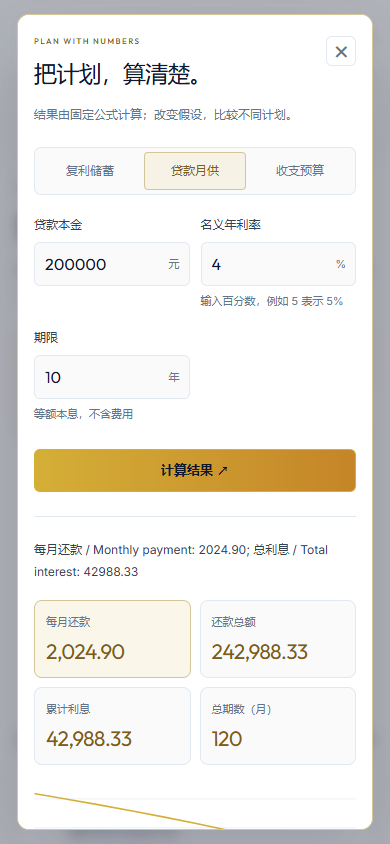 PLAN WITH NUMBERS
把计划，算清楚。
结果由固定公式计算；改变假设，比较不同计划。
复利储蓄 贷款月供 收支预算
贷款本金 名义年利率
200000 元 4 %
输入百分数，例如 5 表示 5%
期限
10 年
等额本息，不含费用
计算结果 ↗
每月还款 / Monthly payment: 2024.90; 总利息 / Total
interest: 42988.33
每月还款 还款总额
2,024.90 242,988.33
累计利息 总期数（月）
42,988.33 120